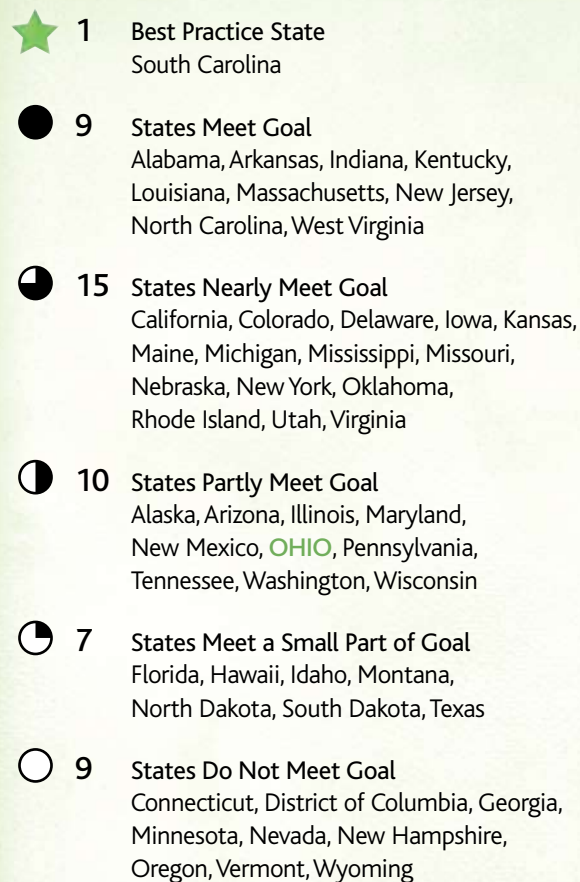 1 Best Practice State
South Carolina
9 States Meet Goal
Alabama, Arkansas, Indiana, Kentucky,
Louisiana, Massachusetts, New Jersey,
North Carolina, West Virginia
15 States Nearly Meet Goal
California, Colorado, Delaware, Iowa, Kansas,
Maine, Michigan, Mississippi, Missouri,
Nebraska, New York, Oklahoma,
Rhode Island, Utah, Virginia
10 States Partly Meet Goal
Alaska, Arizona, Illinois, Maryland,
New Mexico, OHIO, Pennsylvania,
Tennessee, Washington, Wisconsin
7 States Meet a Small Part of Goal
Florida, Hawaii, Idaho, Montana,
North Dakota, South Dakota, Texas
9 States Do Not Meet Goal
Connecticut, District of Columbia, Georgia,
Minnesota, Nevada, New Hampshire,
Oregon, Vermont, Wyoming